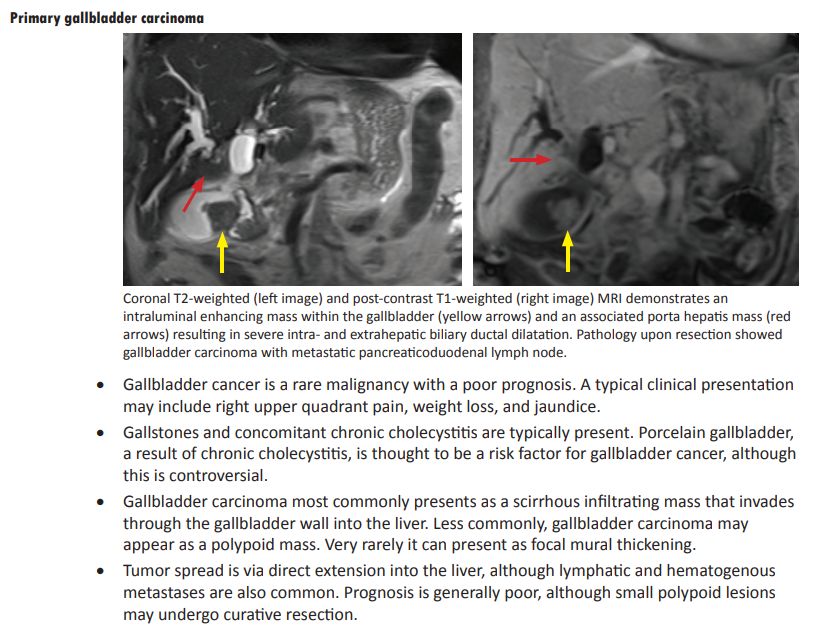 Primary gallbladder carcinoma
Coronal T2-weighted (left image) and post-contrast T1-weighted (right image) MRI demonstrates an
intraluminal enhancing mass within the gallbladder (yellow arrows) and an associated porta hepatis mass (red
arrows) resulting in severe intra- and extrahepatic biliary ductal dilatation. Pathology upon resection showed
gallbladder carcinoma with metastatic pancreaticoduodenal lymph node.
• Gallbladder cancer is a rare malignancy with a poor prognosis. A typical clinical presentation
may include right upper quadrant pain, weight loss, and jaundice.
• Gallstones and concomitant chronic cholecystitis are typically present. Porcelain gallbladder,
a result of chronic cholecystitis, is thought to be a risk factor for gallbladder cancer, although
this is controversial.
• Gallbladder carcinoma most commonly presents as a scirrhous infiltrating mass that invades
through the gallbladder wall into the liver. Less commonly, gallbladder carcinoma may
appear as a polypoid mass. Very rarely it can present as focal mural thickening.
• Tumor spread is via direct extension into the liver, although lymphatic and hematogenous
metastases are also common. Prognosis is generally poor, although small polypoid lesions
may undergo curative resection.